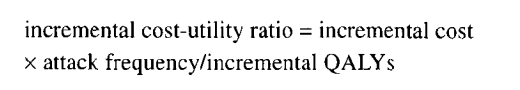 incremental cost-utility ratio = incremental cost
× attack frequency/incremental QALYs